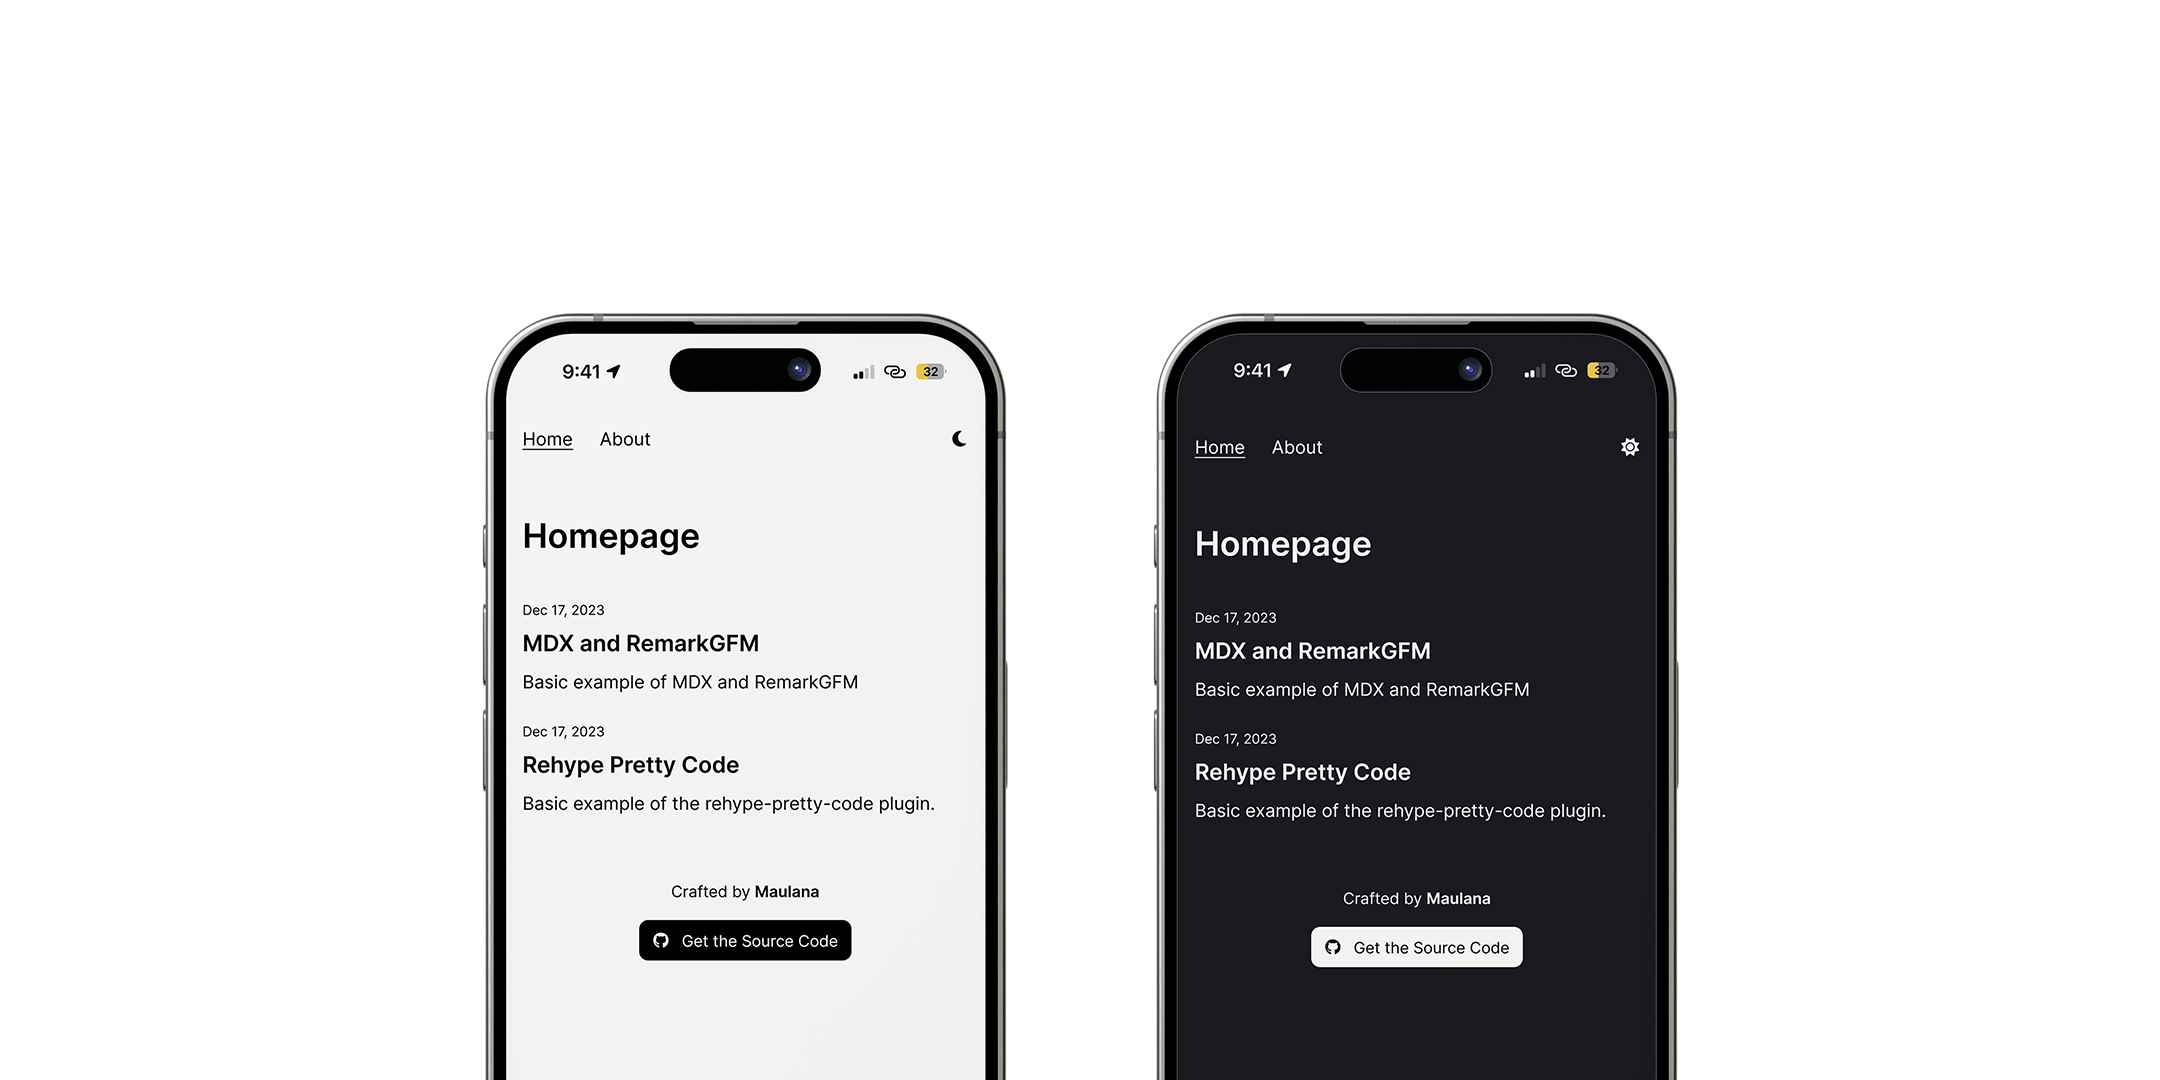 9:41
32
Home About
Homepage
Dec 17, 2023
MDX and RemarkGFM
Basic example of MDX and RemarkGFM
Dec 17, 2023
Rehype Pretty Code
Basic example of the rehype-pretty-code plugin.
Crafted by Maulana
Get the Source Code
9:41
32
Home About
Homepage
Dec 17, 2023
MDX and RemarkGFM
Basic example of MDX and RemarkGFM
Dec 17, 2023
Rehype Pretty Code
Basic example of the rehype-pretty-code plugin.
Crafted by Maulana
Get the Source Code